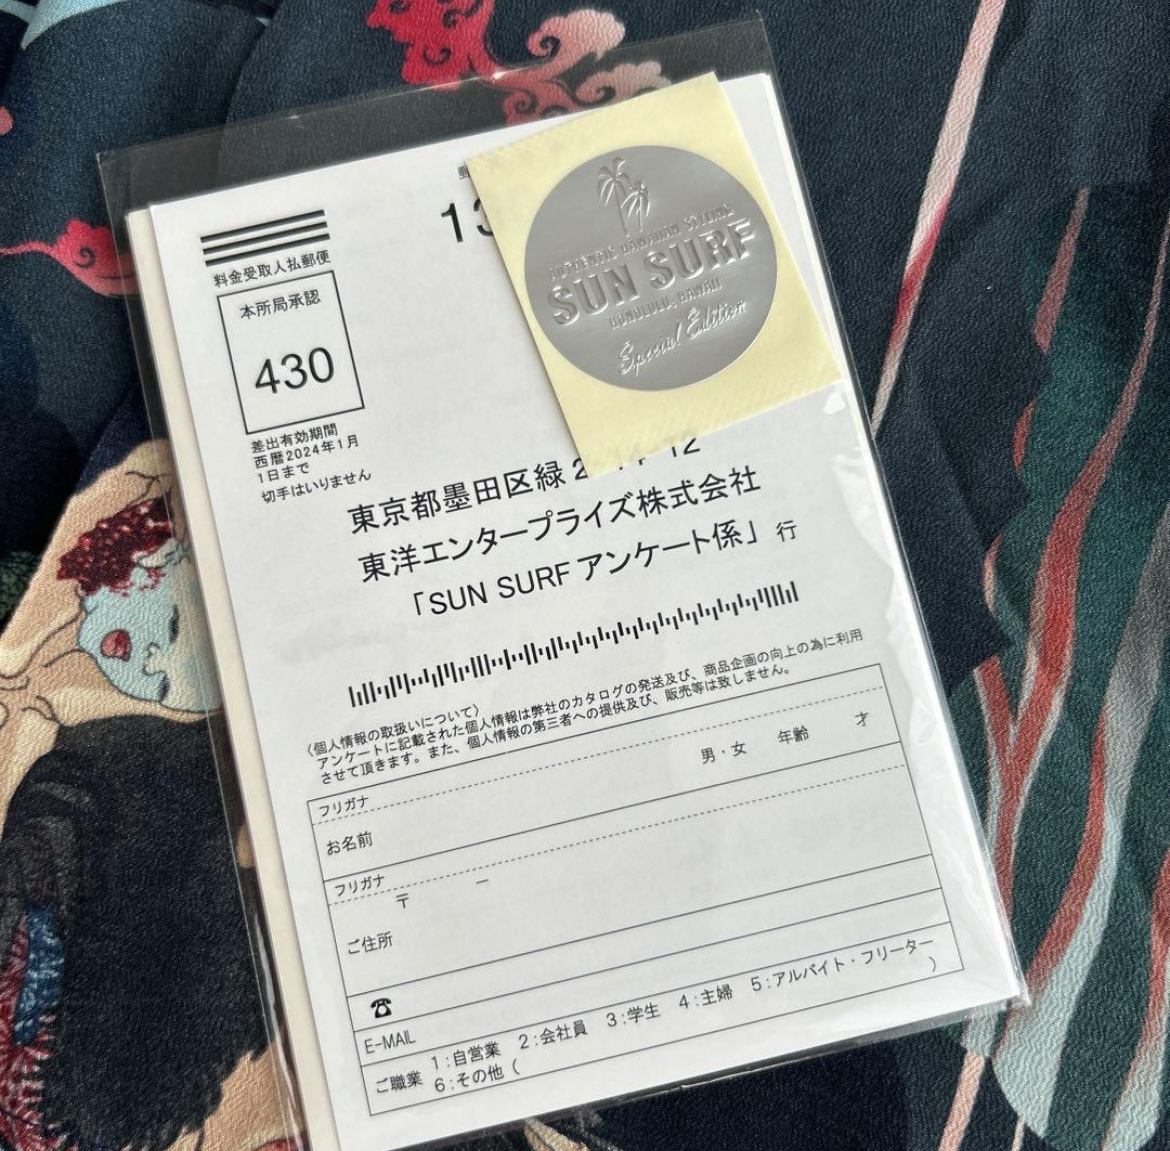 郵
13
料金受取人払郵便
本所局承認
430
差出有効期間
西暦2024年1月
1日まで
切手はいりません
AUTHENTIC HAWAIIAN STYLING
SUN SURF
HONOLULU, HAWAII
Special Edition
東京都墨田区緑2 12
東洋エンタープライズ株式会社
「SUN SURF アンケート係」 行
〈個人情報の取扱いについて〉
アンケートに記載された個人情報は弊社のカタログの発送及び、商品企画の向上の為に利用
させて頂きます。また、個人情報の第三者への提供及び、販売等は致しません。
フリガナ
お名前
男・女 年齢 才
フリガナ
〒 －
ご住所
☎
E-MAIL
ご職業 1:自営業 2:会社員 3:学生 4:主婦 5:アルバイト・フリーター
6:その他( )